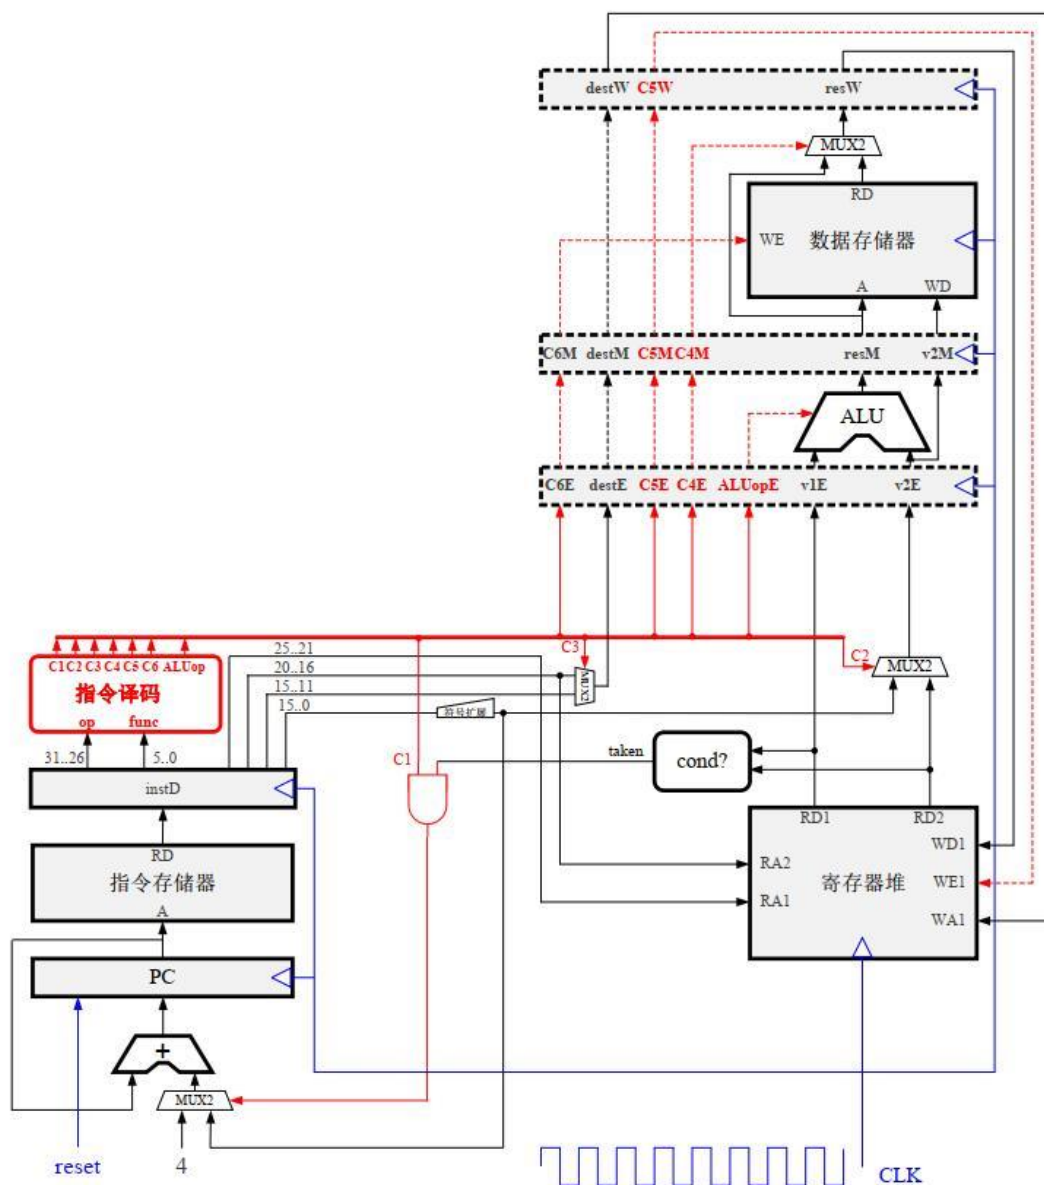 destW C5W resW
MUX2
RD
WE 数据存储器
A WD
C6M destM C5M C4M resM v2M
ALU
C6E destE C5E C4E ALUopE v1E v2E
C1 C2 C3 C4 C5 C6 ALUop
指令译码
op func
31..26 5..0
25..21
20..16
15..11
15..0
符号扩展
C3
MUX2
C2
MUX2
C1
taken
cond?
instD
RD
指令存储器
A
PC
RD1 RD2
WD1
RA2 寄存器堆 WE1
RA1
WA1
+
MUX2
reset 4 CLK